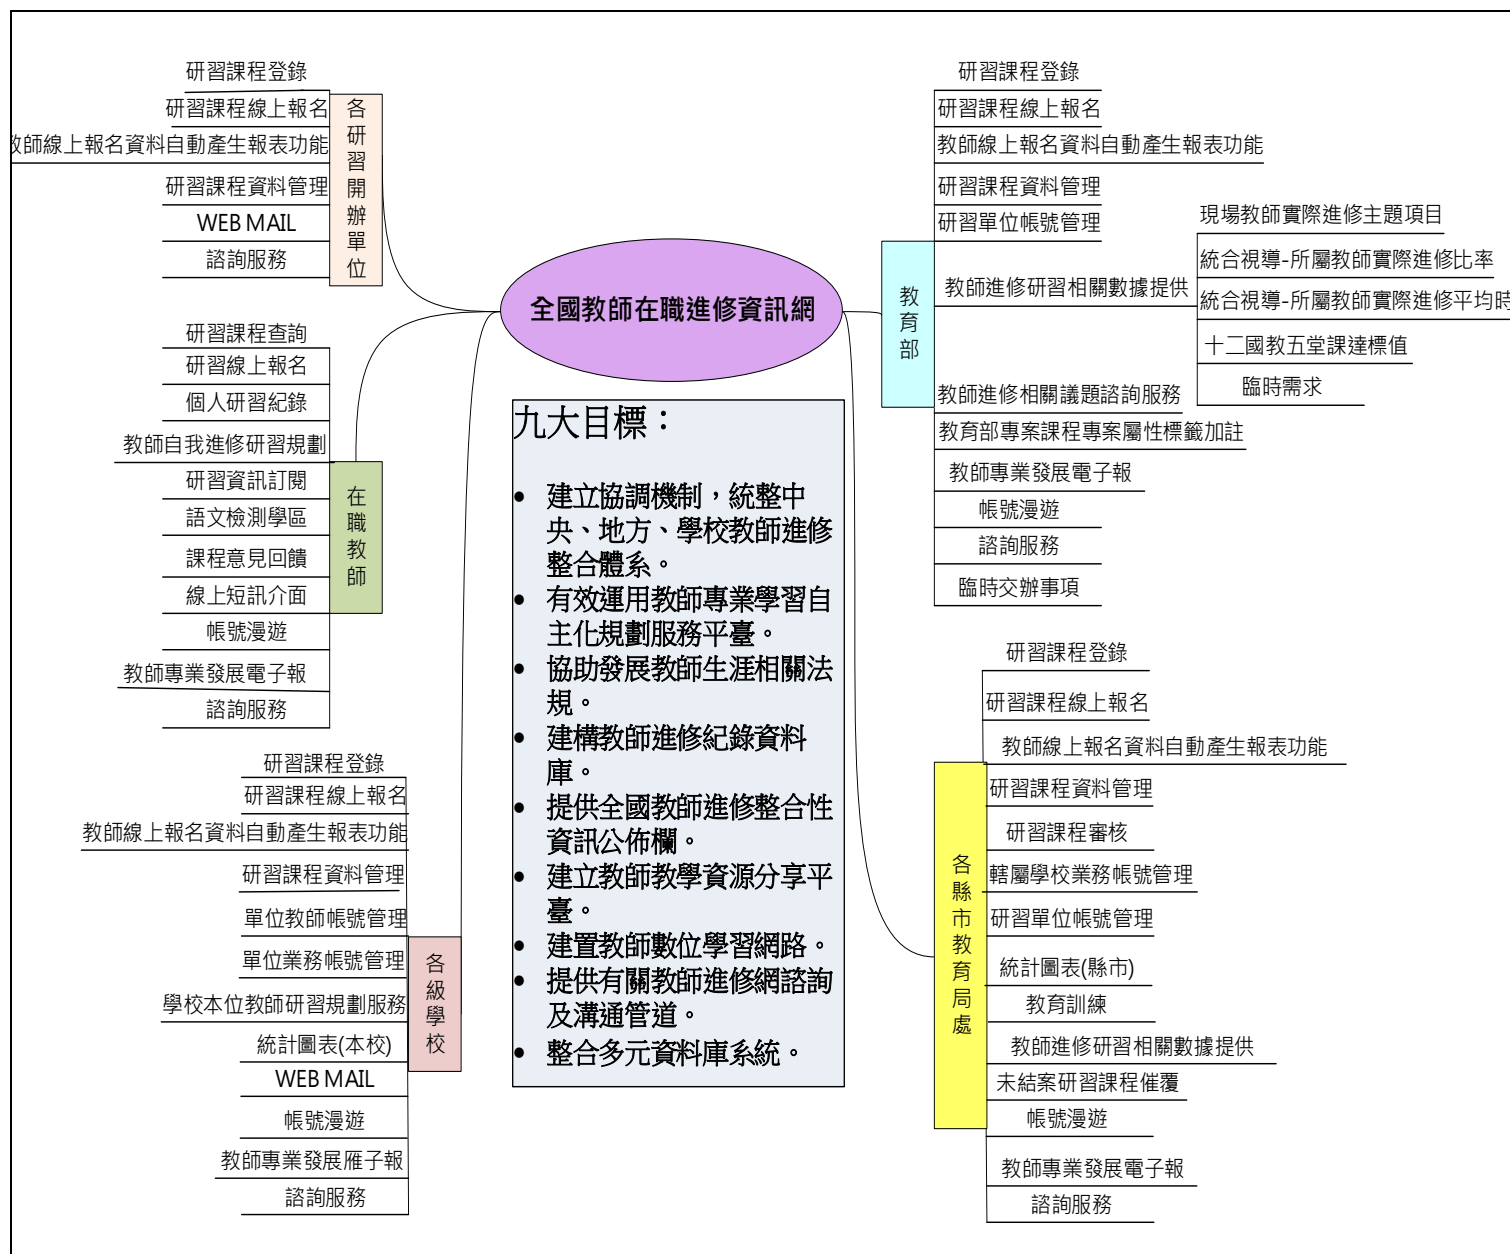 研習課程登錄
研習課程線上報名
教師線上報名資料自動產生報表功能
研習課程資料管理
WEB MAIL
諮詢服務
各研習開辦單位
研習課程查詢
研習線上報名
個人研習紀錄
教師自我進修研習規劃
研習資訊訂閱
語文檢測學區
課程意見回饋
線上短訊介面
帳號漫遊
教師專業發展電子報
諮詢服務
在職教師
研習課程登錄
研習課程線上報名
教師線上報名資料自動產生報表功能
研習課程資料管理
單位教師帳號管理
單位業務帳號管理
學校本位教師研習規劃服務
統計圖表(本校)
WEB MAIL
帳號漫遊
教師專業發展雁子報
諮詢服務
各級學校
全國教師在職進修資訊網
九大目標：
• 建立協調機制，統整中
央、地方、學校教師進修
整合體系。
• 有效運用教師專業學習自
主化規劃服務平臺。
• 協助發展教師生涯相關法
規。
• 建構教師進修紀錄資料
庫。
• 提供全國教師進修整合性
資訊公佈欄。
• 建立教師教學資源分享平
臺。
• 建置教師數位學習網路。
• 提供有關教師進修網諮詢
及溝通管道。
• 整合多元資料庫系統。
教育部
研習課程登錄
研習課程線上報名
教師線上報名資料自動產生報表功能
研習課程資料管理
研習單位帳號管理
教師進修研習相關數據提供
現場教師實際進修主題項目
統合視導-所屬教師實際進修比率
統合視導-所屬教師實際進修平均時
十二國教五堂課達標值
臨時需求
教師進修相關議題諮詢服務
教育部專案課程專案屬性標籤加註
教師專業發展電子報
帳號漫遊
諮詢服務
臨時交辦事項
各縣市教育局處
研習課程登錄
研習課程線上報名
教師線上報名資料自動產生報表功能
研習課程資料管理
研習課程審核
轄屬學校業務帳號管理
研習單位帳號管理
統計圖表(縣市)
教育訓練
教師進修研習相關數據提供
未結案研習課程催覆
帳號漫遊
教師專業發展電子報
諮詢服務